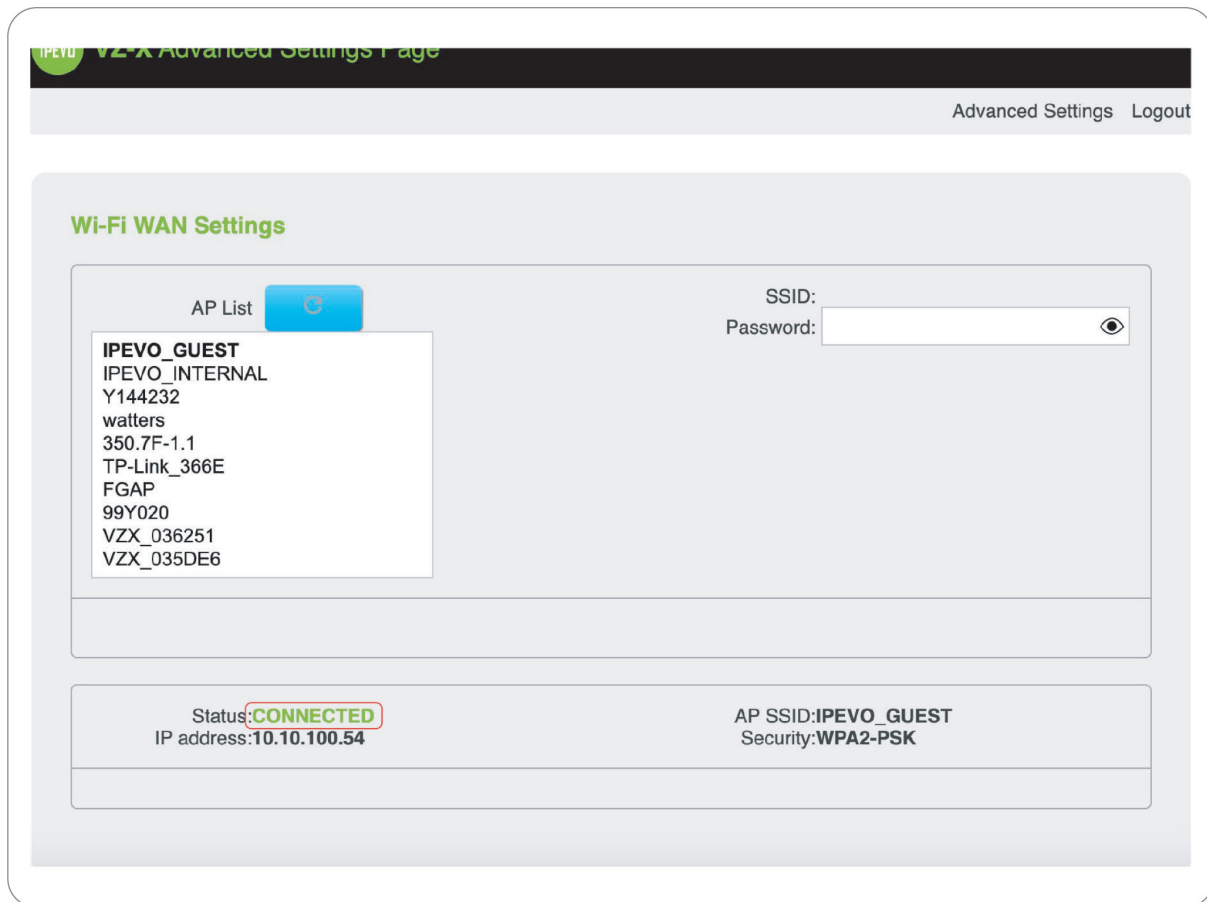 IPEVO VZ-X Advanced Settings Page
Advanced Settings Logout
Wi-Fi WAN Settings
AP List
IPEVO_GUEST
IPEVO_INTERNAL
Y144232
watters
350.7F-1.1
TP-Link_366E
FGAP
99Y020
VZX_036251
VZX_035DE6
SSID:
Password:
Status:CONNECTED
IP address:10.10.100.54
AP SSID:IPEVO_GUEST
Security:WPA2-PSK